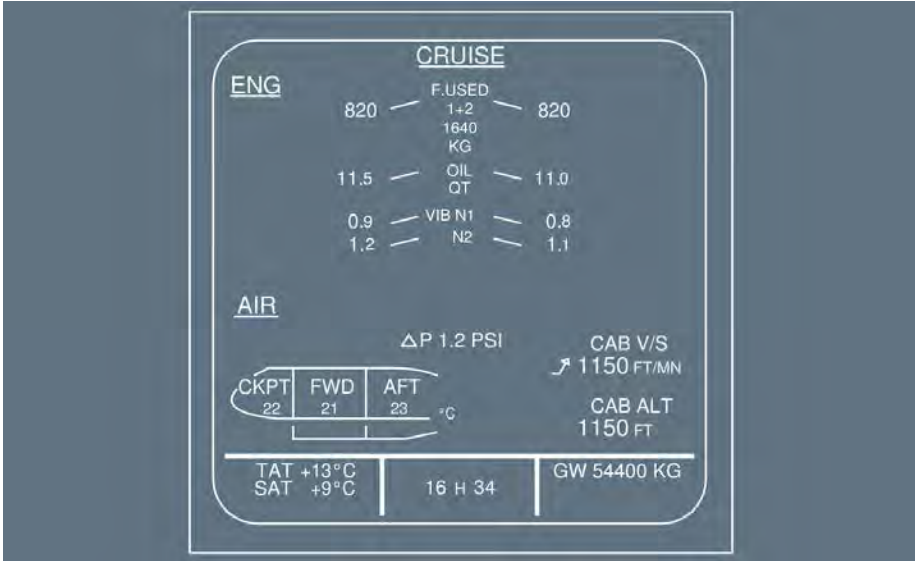 CRUISE
ENG
F.USED
820 1+2 820
1640
KG
11.5 OIL 11.0
QT
0.9 VIB N1 0.8
1.2 N2 1.1
AIR
△P 1.2 PSI
CAB V/S
1150 FT/MN
CKPT FWD AFT
22 21 23 °C
CAB ALT
1150 FT
TAT +13°C
SAT +9°C
16 H 34
GW 54400 KG